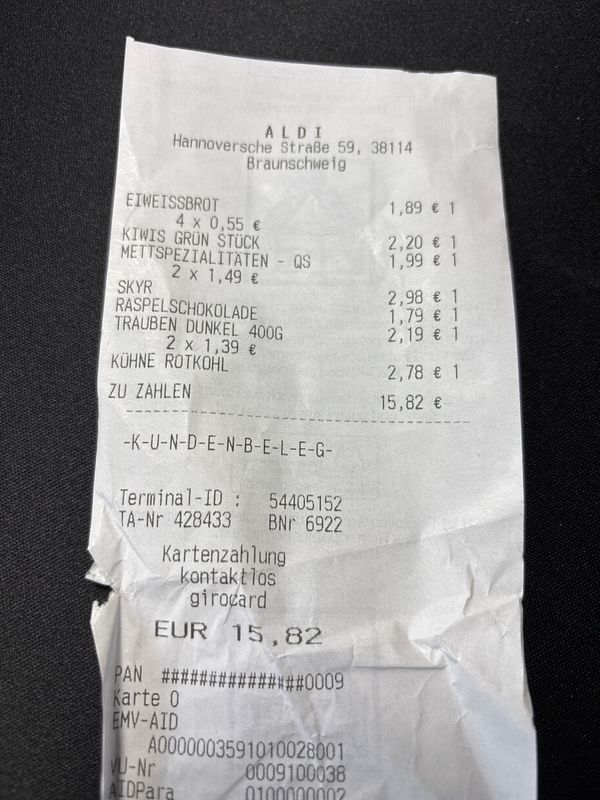 A L D I
Hannoversche Straße 59, 38114
Braunschweig
EIWEISSBROT 1,89 € 1
4 x 0,55 €
KIWIS GRÜN STÜCK 2,20 € 1
METTSPEZIALITÄTEN - QS 1,99 € 1
2 x 1,49 €
SKYR 2,98 € 1
RASPELSCHOKOLADE 1,79 € 1
TRAUBEN DUNKEL 400G 2,19 € 1
2 x 1,39 €
KÜHNE ROTKOHL 2,78 € 1
ZU ZAHLEN 15,82 €
-K-U-N-D-E-N-B-E-L-E-G-
Terminal-ID : 54405152
TA-Nr 428433 BNr 6922
Kartenzahlung
kontaktlos
girocard
EUR 15,82
PAN ###############0009
Karte 0
EMV-AID
A0000003591010028001
VU-Nr 0009100038
AIDPara 0100000002